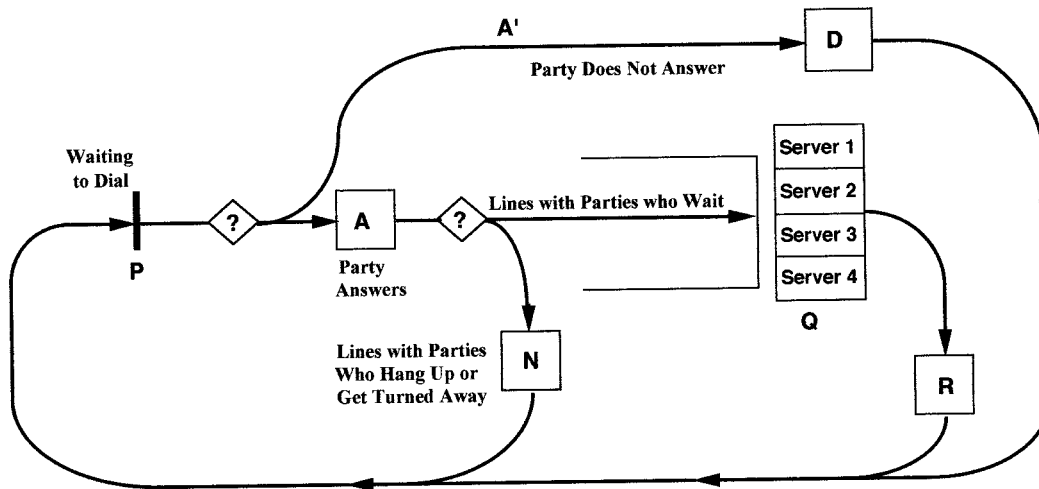 A'
D
Party Does Not Answer
Waiting
to Dial
Server 1
Server 2
Server 3
Server 4
?
A
?
Lines with Parties who Wait
P
Party
Answers
Q
Lines with Parties
Who Hang Up or
Get Turned Away
N
R